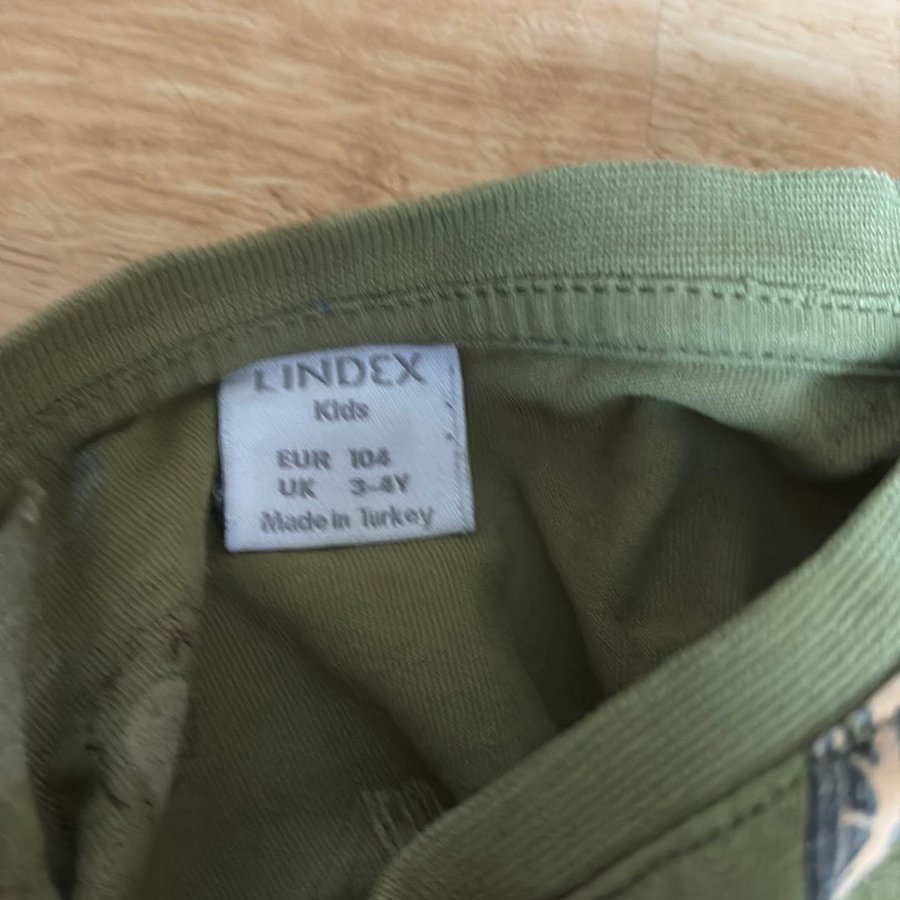 LINDEX
Kids
EUR 104
UK 3-4Y
Made in Turkey